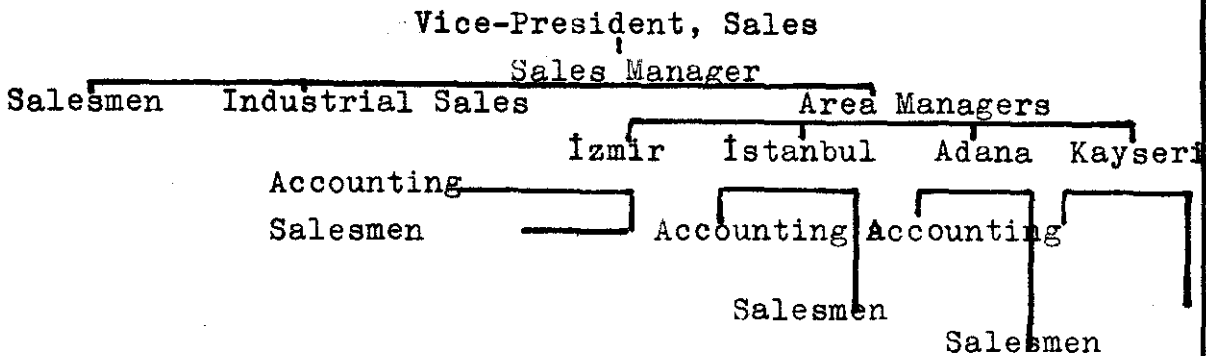 Vice-President, Sales
Sales Manager
Salesmen Industrial Sales Area Managers
İzmir İstanbul Adana Kayseri
Accounting
Salesmen Accounting Accounting
Salesmen
Salesmen